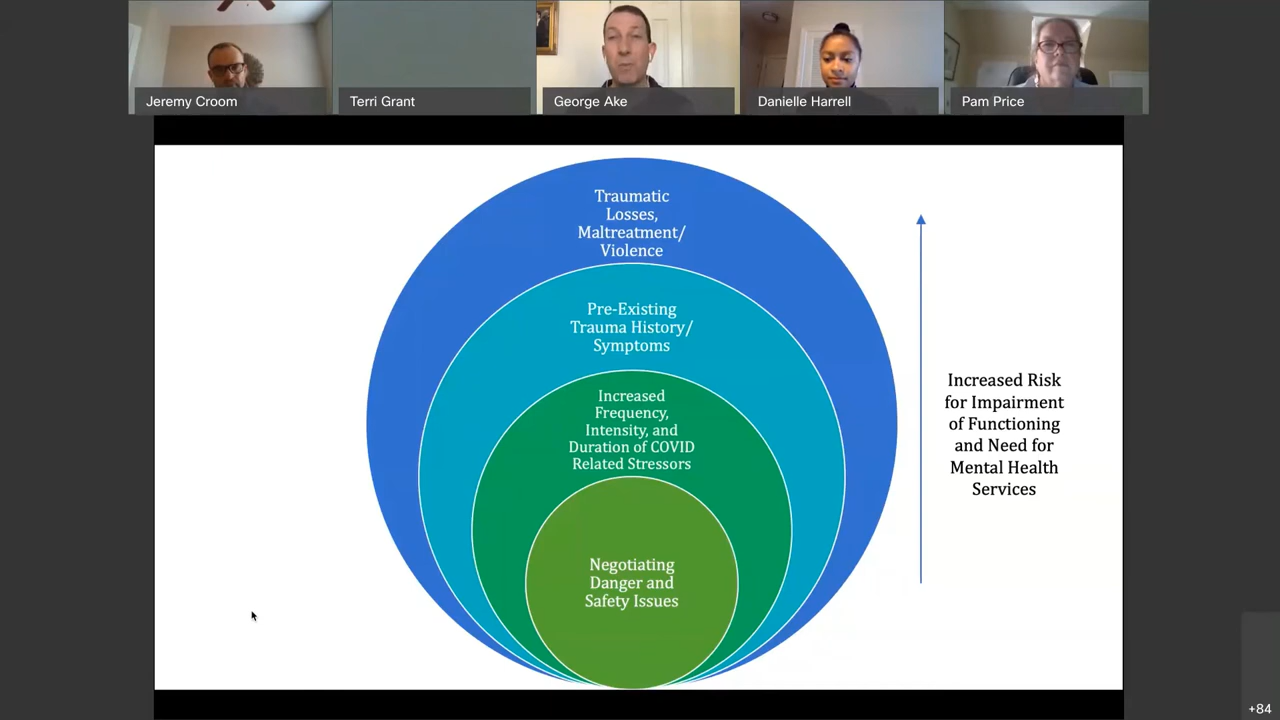 Jeremy Croom
Terri Grant
George Ake
Danielle Harrell
Pam Price
Traumatic
Losses,
Maltreatment/
Violence
Pre-Existing
Trauma History/
Symptoms
Increased
Frequency,
Intensity, and
Duration of COVID
Related Stressors
Negotiating
Danger and
Safety Issues
Increased Risk
for Impairment
of Functioning
and Need for
Mental Health
Services
+84